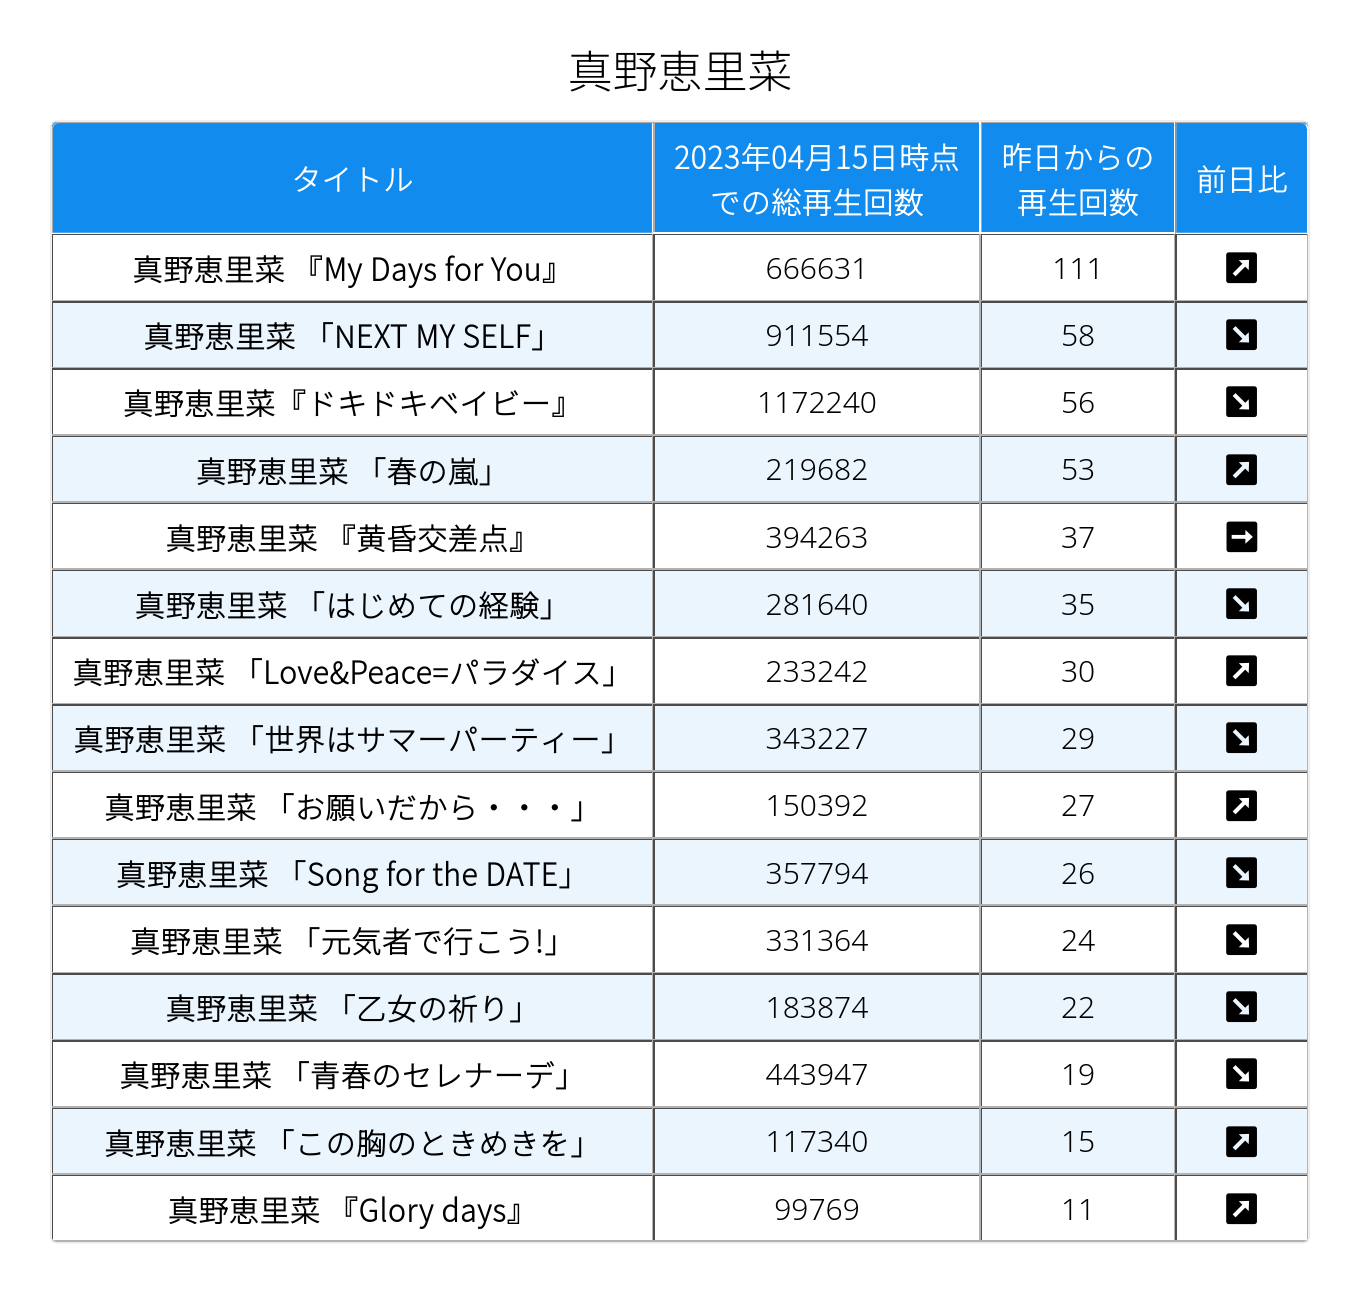 真野恵里菜
タイトル
2023年04月15日時点
での総再生回数
昨日からの
再生回数
前日比
真野恵里菜 『My Days for You』 666631 111 ↗
真野恵里菜 「NEXT MY SELF」 911554 58 ↘
真野恵里菜『ドキドキベイビー』 1172240 56 ↘
真野恵里菜 「春の嵐」 219682 53 ↗
真野恵里菜 『黄昏交差点』 394263 37 →
真野恵里菜 「はじめての経験」 281640 35 ↘
真野恵里菜 「Love&Peace=パラダイス」 233242 30 ↗
真野恵里菜 「世界はサマーパーティー」 343227 29 ↘
真野恵里菜 「お願いだから・・・」 150392 27 ↗
真野恵里菜 「Song for the DATE」 357794 26 ↘
真野恵里菜 「元気者で行こう!」 331364 24 ↘
真野恵里菜 「乙女の祈り」 183874 22 ↘
真野恵里菜 「青春のセレナーデ」 443947 19 ↘
真野恵里菜 「この胸のときめきを」 117340 15 ↗
真野恵里菜 『Glory days』 99769 11 ↗